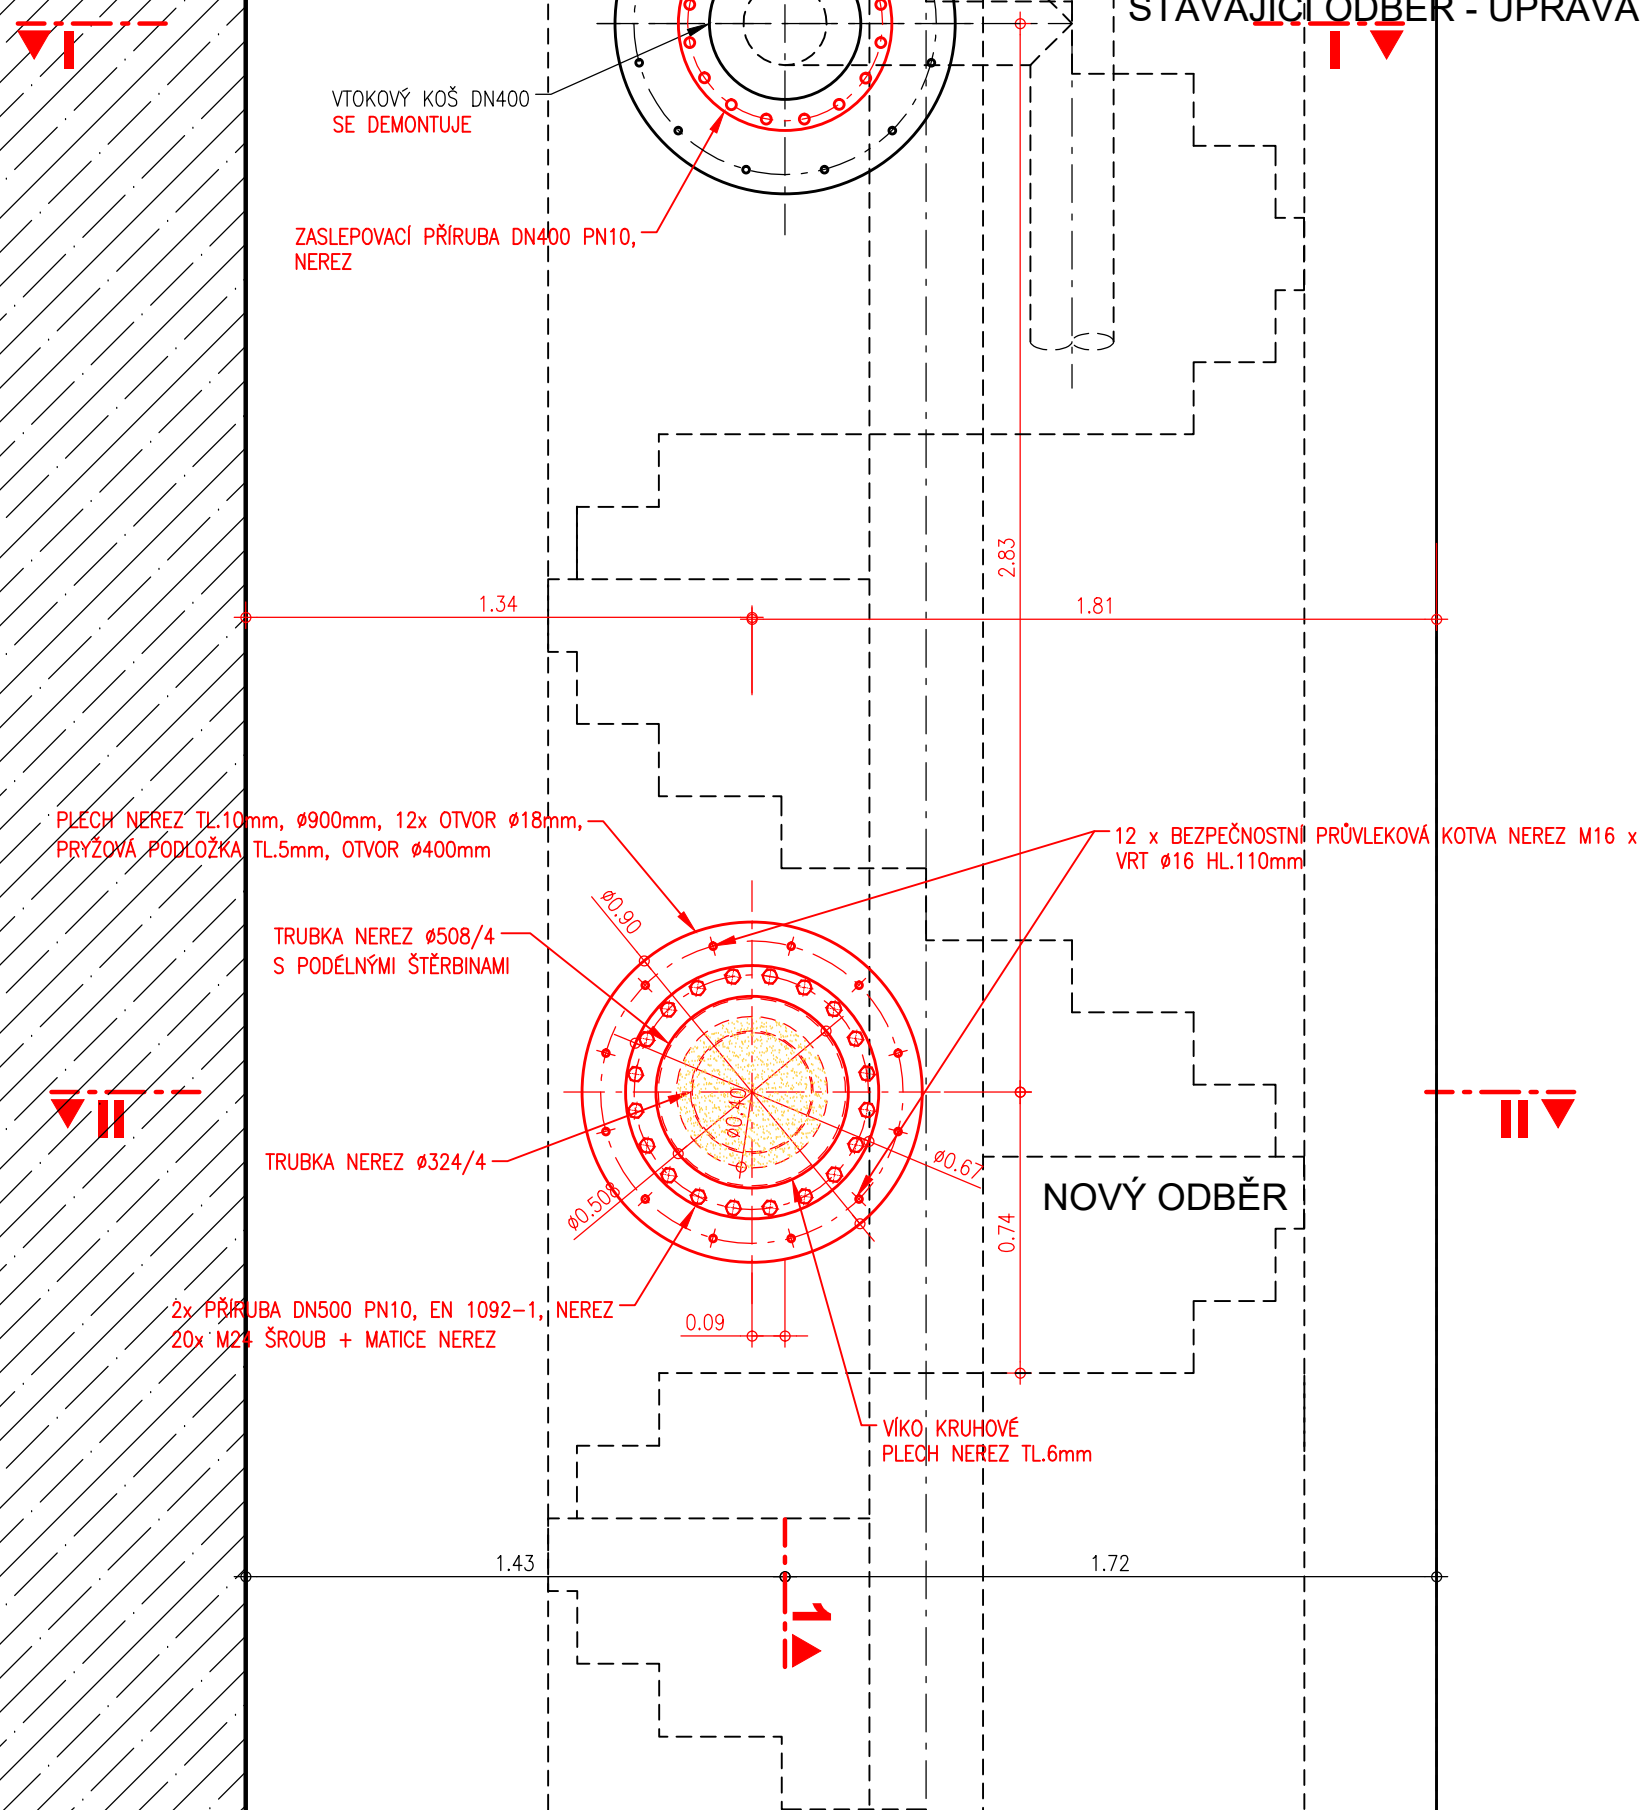 STÁVAJÍCÍ ODBĚR - ÚPRAVA
I
I
VTOKOVÝ KOŠ DN400
SE DEMONTUJE
ZASLEPOVACÍ PŘÍRUBA DN400 PN10,
NEREZ
2.83
1.34
1.81
PLECH NEREZ TL.10mm, ø900mm, 12x OTVOR ø18mm,
PRYŽOVÁ PODLOŽKA TL.5mm, OTVOR ø400mm
12 x BEZPEČNOSTNÍ PRŮVLEKOVÁ KOTVA NEREZ M16 x
VRT ø16 HL.110mm
ø0.90
TRUBKA NEREZ ø508/4
S PODÉLNÝMI ŠTĚRBINAMI
II
II
ø0.40
TRUBKA NEREZ ø324/4
ø0.67
ø0.508
NOVÝ ODBĚR
0.74
2x PŘÍRUBA DN500 PN10, EN 1092-1, NEREZ
20x M24 ŠROUB + MATICE NEREZ
0.09
VÍKO KRUHOVÉ
PLECH NEREZ TL.6mm
1.43
1.72
1